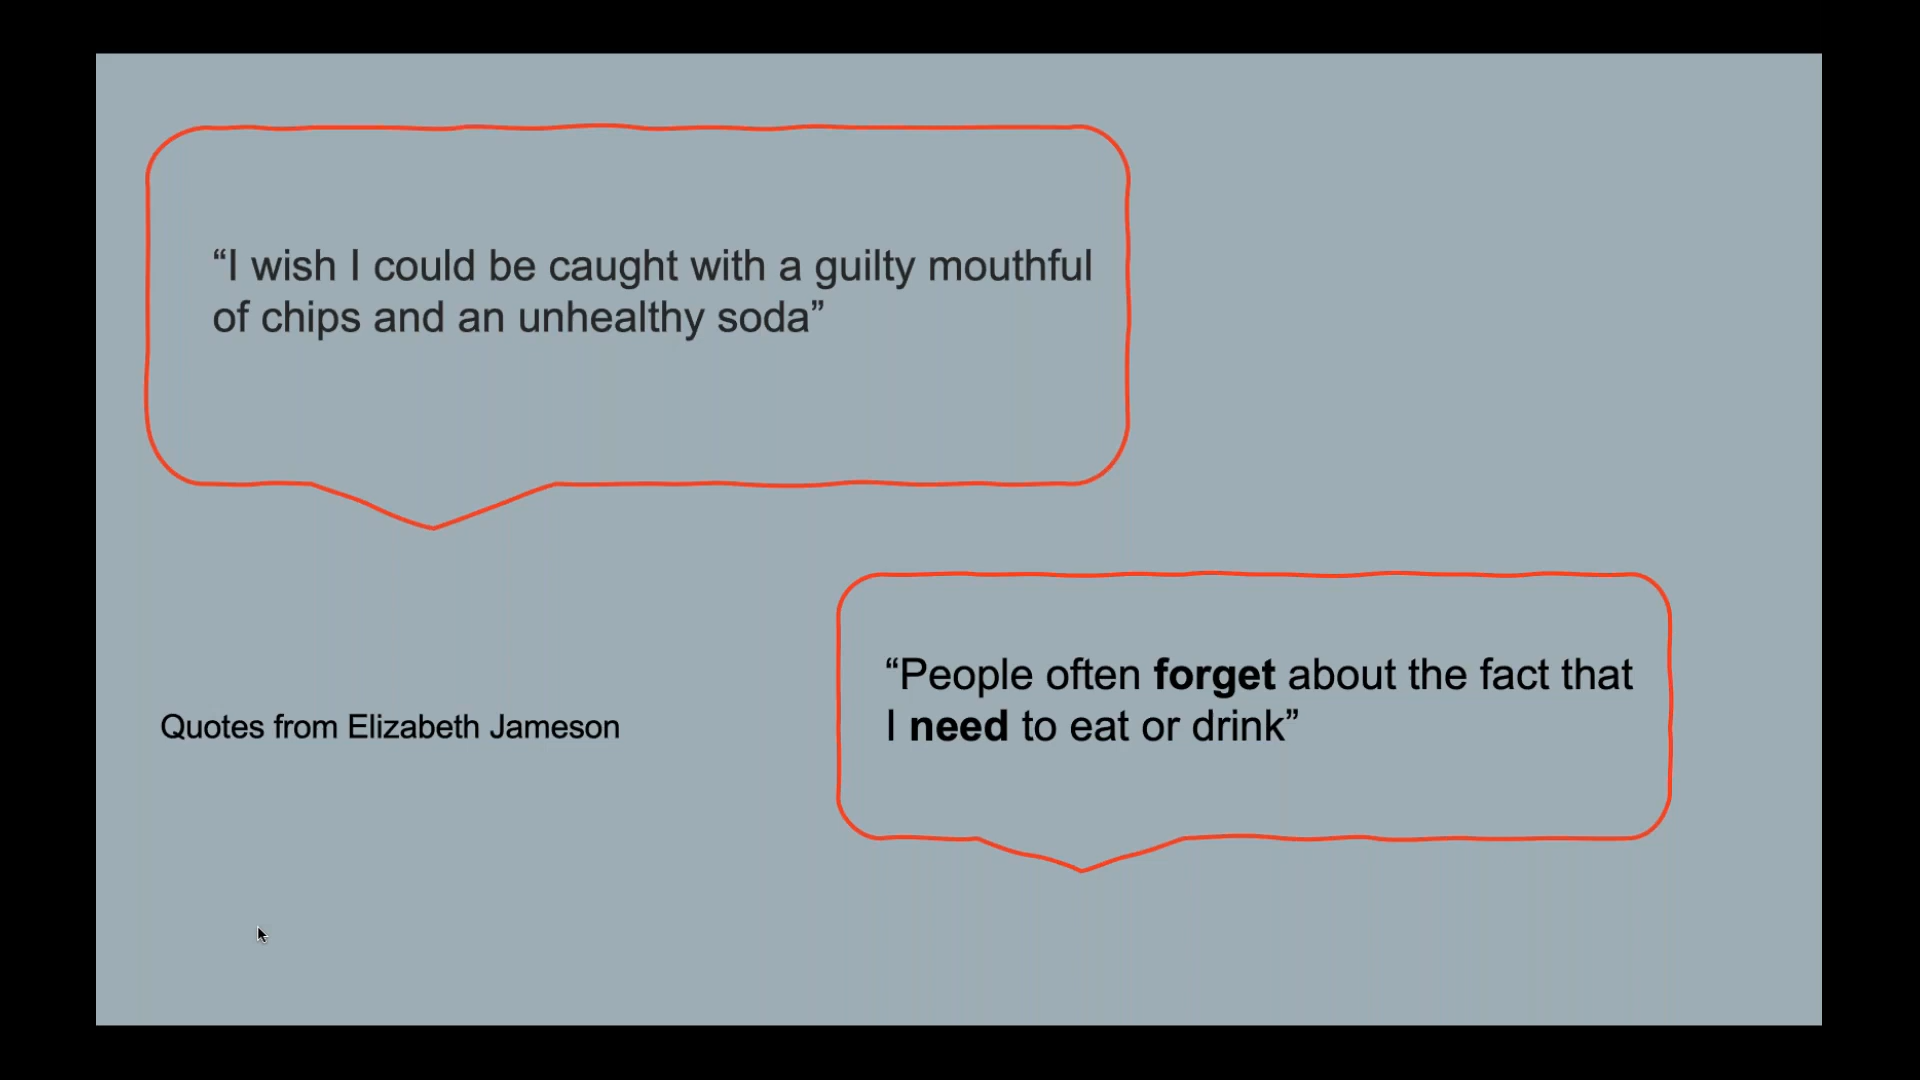 “I wish I could be caught with a guilty mouthful
of chips and an unhealthy soda”
“People often forget about the fact that
I need to eat or drink”
Quotes from Elizabeth Jameson